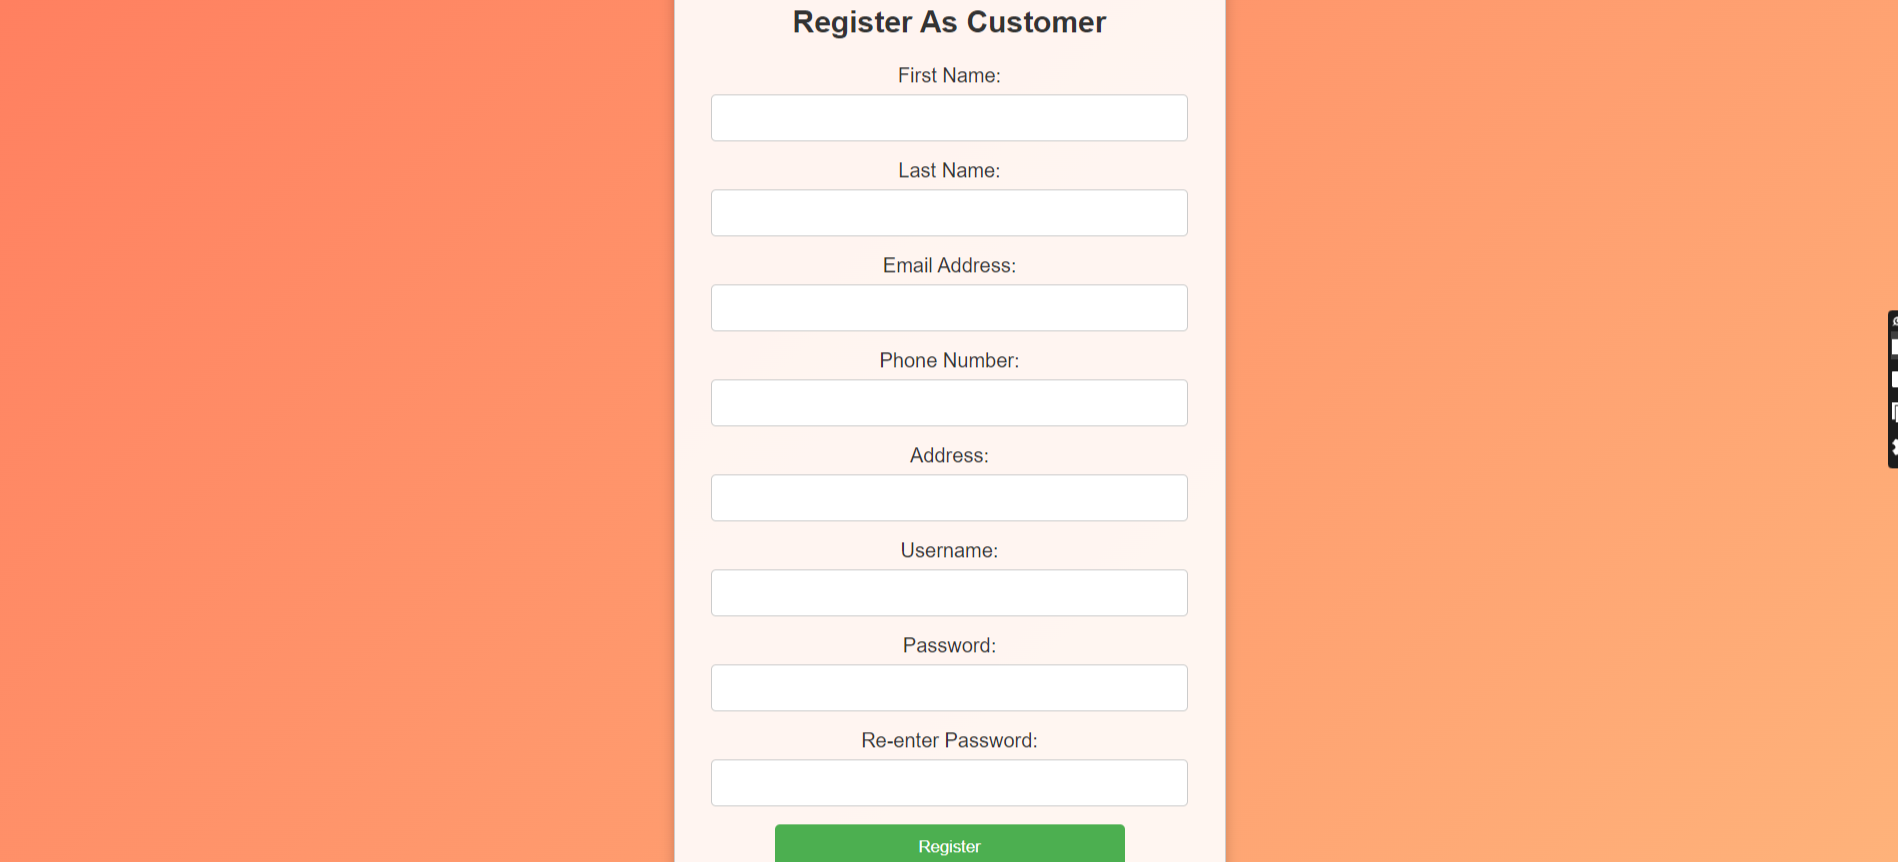 Register As Customer
First Name:
Last Name:
Email Address:
Phone Number:
Address:
Username:
Password:
Re-enter Password:
Register